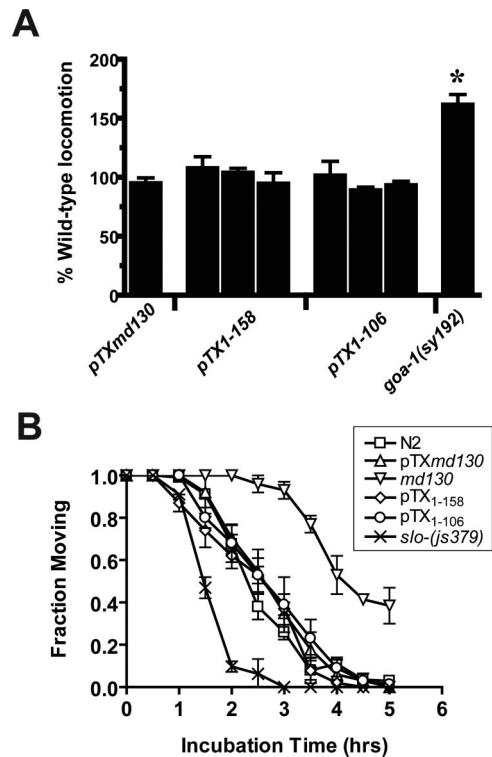 A
% Wild-type locomotion
200
150
100
50
0
pTXmd130
pTX1-158
pTX1-106
goa-1(sy192)
*
B
Fraction Moving
1.0
0.8
0.6
0.4
0.2
0.0
0 1 2 3 4 5 6
Incubation Time (hrs)
N2
pTXmd130
md130
pTX1-158
pTX1-106
slo-(js379)